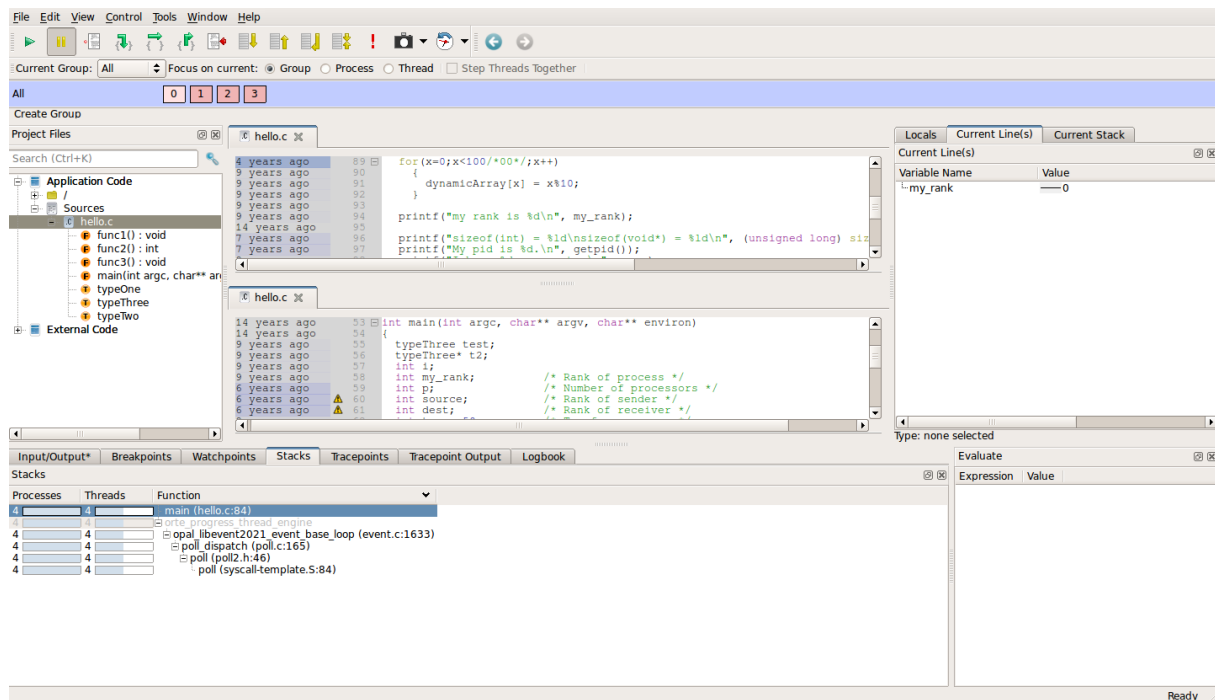 File Edit View Control Tools Window Help
Current Group: All Focus on current: Group Process Thread Step Threads Together
All 0 1 2 3
Create Group
Project Files
Search (Ctrl+K)
Application Code
/
Sources
hello.c
func1() : void
func2() : int
func3() : void
main(int argc, char** arg
typeOne
typeThree
typeTwo
External Code
hello.c
4 years ago 89 for(x=0;x<100/*00*/;x++)
9 years ago 90 {
9 years ago 91 dynamicArray[x] = x%10;
9 years ago 92 }
9 years ago 93
9 years ago 94 printf("my rank is %d\n", my_rank);
14 years ago 95
7 years ago 96 printf("sizeof(int) = %ld\nsizeof(void*) = %ld\n", (unsigned long) siz
7 years ago 97 printf("My pid is %d.\n", getpid());
hello.c
14 years ago 53 int main(int argc, char** argv, char** environ)
14 years ago 54 {
9 years ago 55 typeThree test;
9 years ago 56 typeThree* t2;
9 years ago 57 int i;
9 years ago 58 int my_rank; /* Rank of process */
6 years ago 59 int p; /* Number of processors */
6 years ago 60 int source; /* Rank of sender */
6 years ago 61 int dest; /* Rank of receiver */
Locals Current Line(s) Current Stack
Current Line(s)
Variable Name Value
my_rank 0
Type: none selected
Input/Output* Breakpoints Watchpoints Stacks Tracepoints Tracepoint Output Logbook
Stacks
Processes Threads Function
4 4 main (hello.c:84)
4 4 orte_progress_thread_engine
4 4 opal_libevent2021_event_base_loop (event.c:1633)
4 4 poll_dispatch (poll.c:165)
4 4 poll (poll2.h:46)
4 4 poll (syscall-template.S:84)
Evaluate
Expression Value
Ready